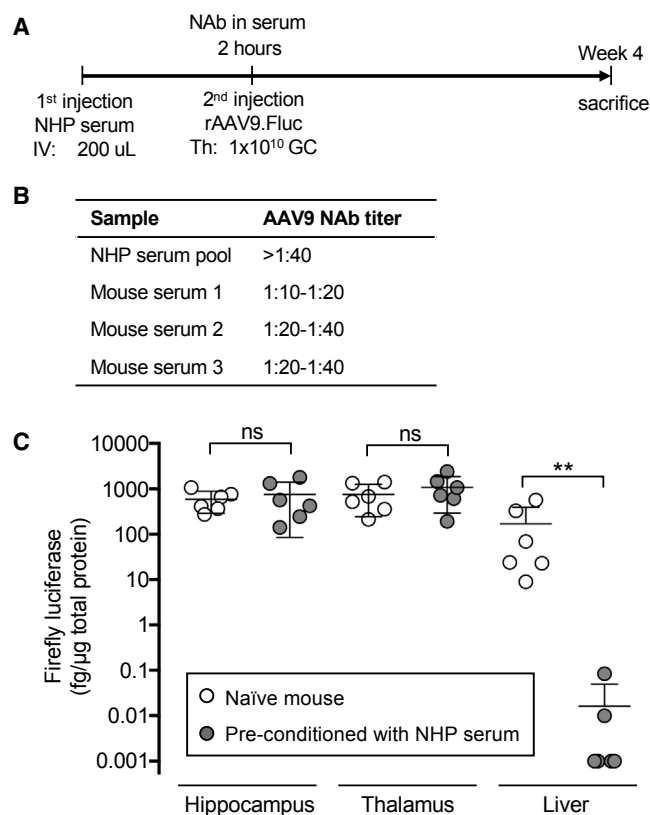 A
NAb in serum
2 hours
Week 4
1st injection
NHP serum
IV: 200 uL
2nd injection
rAAV9.Fluc
Th: 1x10^10 GC
sacrifice
B
Sample AAV9 NAb titer
NHP serum pool >1:40
Mouse serum 1 1:10-1:20
Mouse serum 2 1:20-1:40
Mouse serum 3 1:20-1:40
C
ns
ns
**
Firefly luciferase
(fg/μg total protein)
10000
1000
100
10
1
0.1
0.01
0.001
Naïve mouse
Pre-conditioned with NHP serum
Hippocampus Thalamus Liver